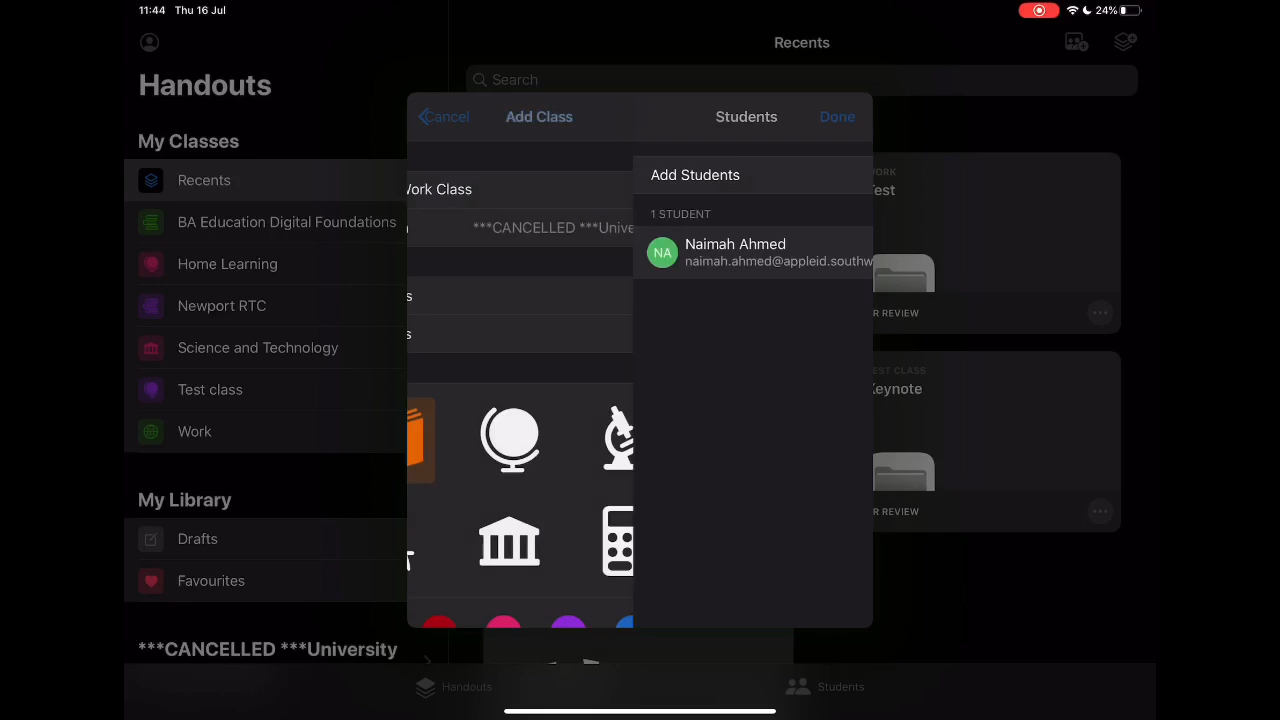 11:44 Thu 16 Jul
24%
Handouts
My Classes
Recents
BA Education Digital Foundations
Home Learning
Newport RTC
Science and Technology
Test class
Work
My Library
Drafts
Favourites
***CANCELLED ***University
Recents
Search
Cancel
Add Class
Work Class
***CANCELLED ***Unive
s
s
Students
Done
Add Students
1 STUDENT
NA
Naimah Ahmed
naimah.ahmed@appleid.southw
ORK
Test
R REVIEW
EST CLASS
Keynote
R REVIEW
Handouts
Students